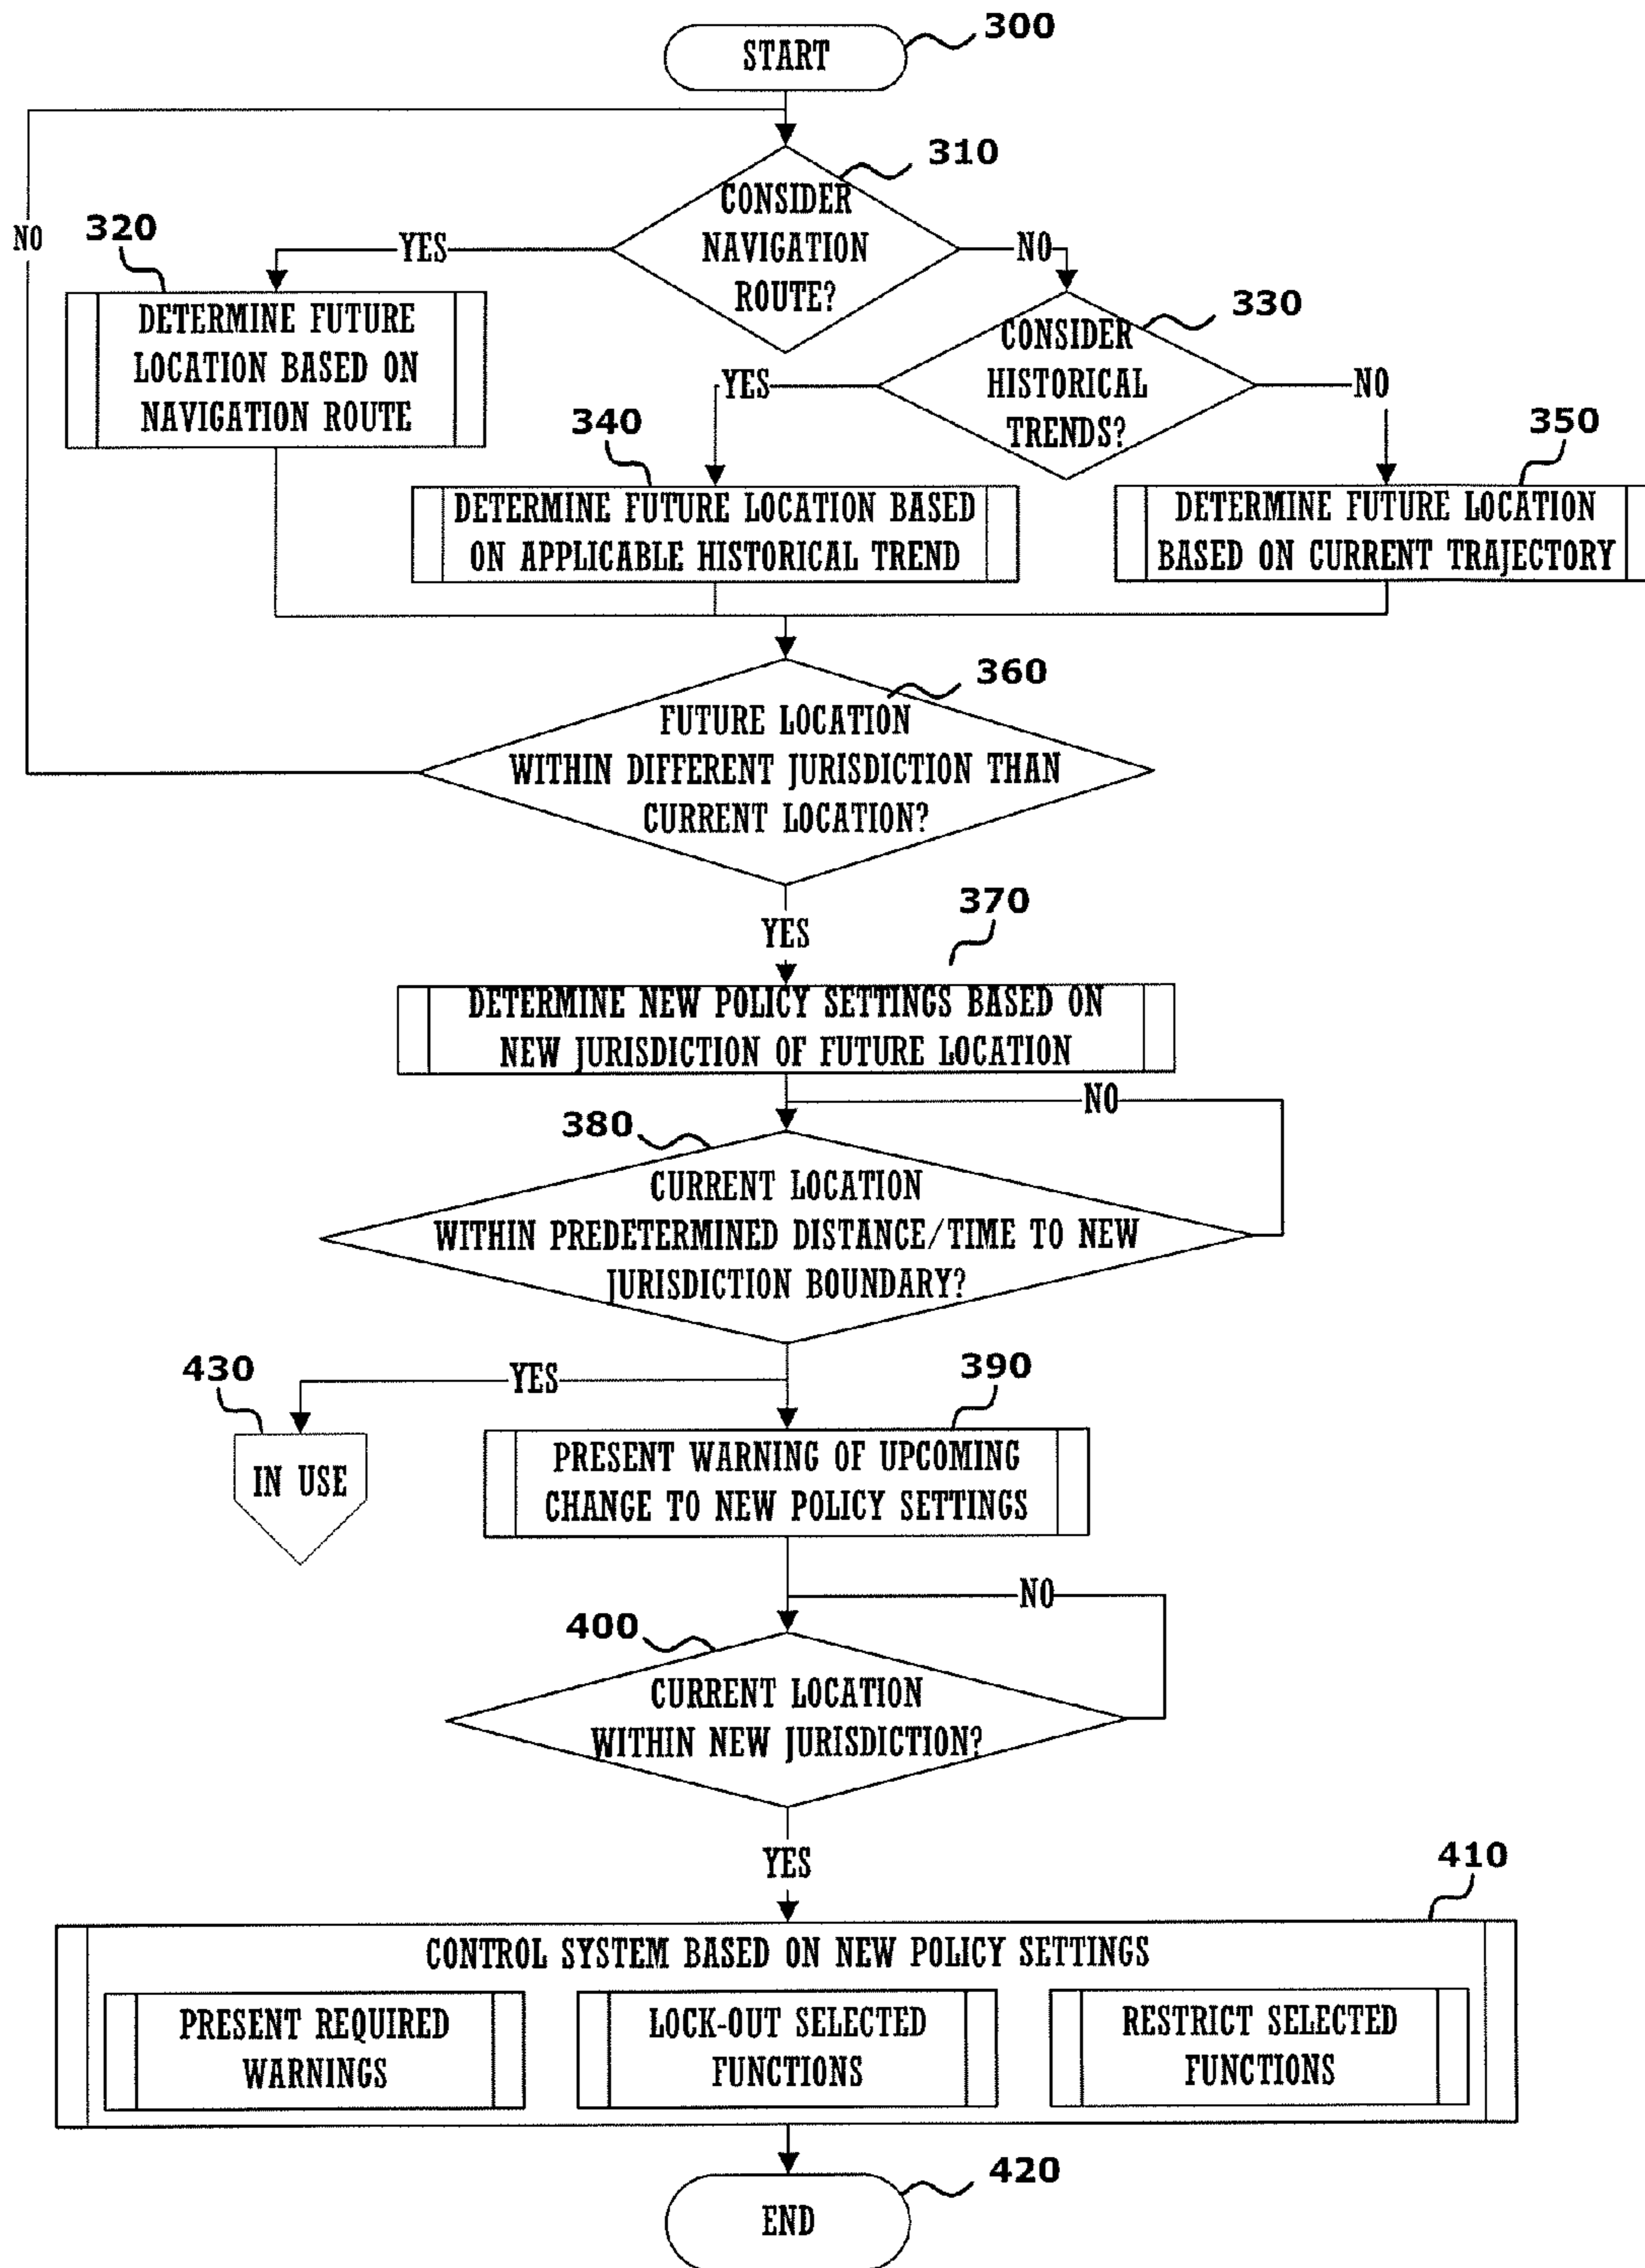 START
300
310
CONSIDER
NAVIGATION
ROUTE?
NO
320
YES
NO
DETERMINE FUTURE
LOCATION BASED ON
NAVIGATION ROUTE
330
CONSIDER
HISTORICAL
TRENDS?
YES
NO
340
350
DETERMINE FUTURE LOCATION BASED
ON APPLICABLE HISTORICAL TREND
DETERMINE FUTURE LOCATION
BASED ON CURRENT TRAJECTORY
360
FUTURE LOCATION
WITHIN DIFFERENT JURISDICTION THAN
CURRENT LOCATION?
YES
370
DETERMINE NEW POLICY SETTINGS BASED ON
NEW JURISDICTION OF FUTURE LOCATION
NO
380
CURRENT LOCATION
WITHIN PREDETERMINED DISTANCE/TIME TO NEW
JURISDICTION BOUNDARY?
430
YES
390
IN USE
PRESENT WARNING OF UPCOMING
CHANGE TO NEW POLICY SETTINGS
NO
400
CURRENT LOCATION
WITHIN NEW JURISDICTION?
YES
410
CONTROL SYSTEM BASED ON NEW POLICY SETTINGS
PRESENT REQUIRED
WARNINGS
LOCK-OUT SELECTED
FUNCTIONS
RESTRICT SELECTED
FUNCTIONS
420
END